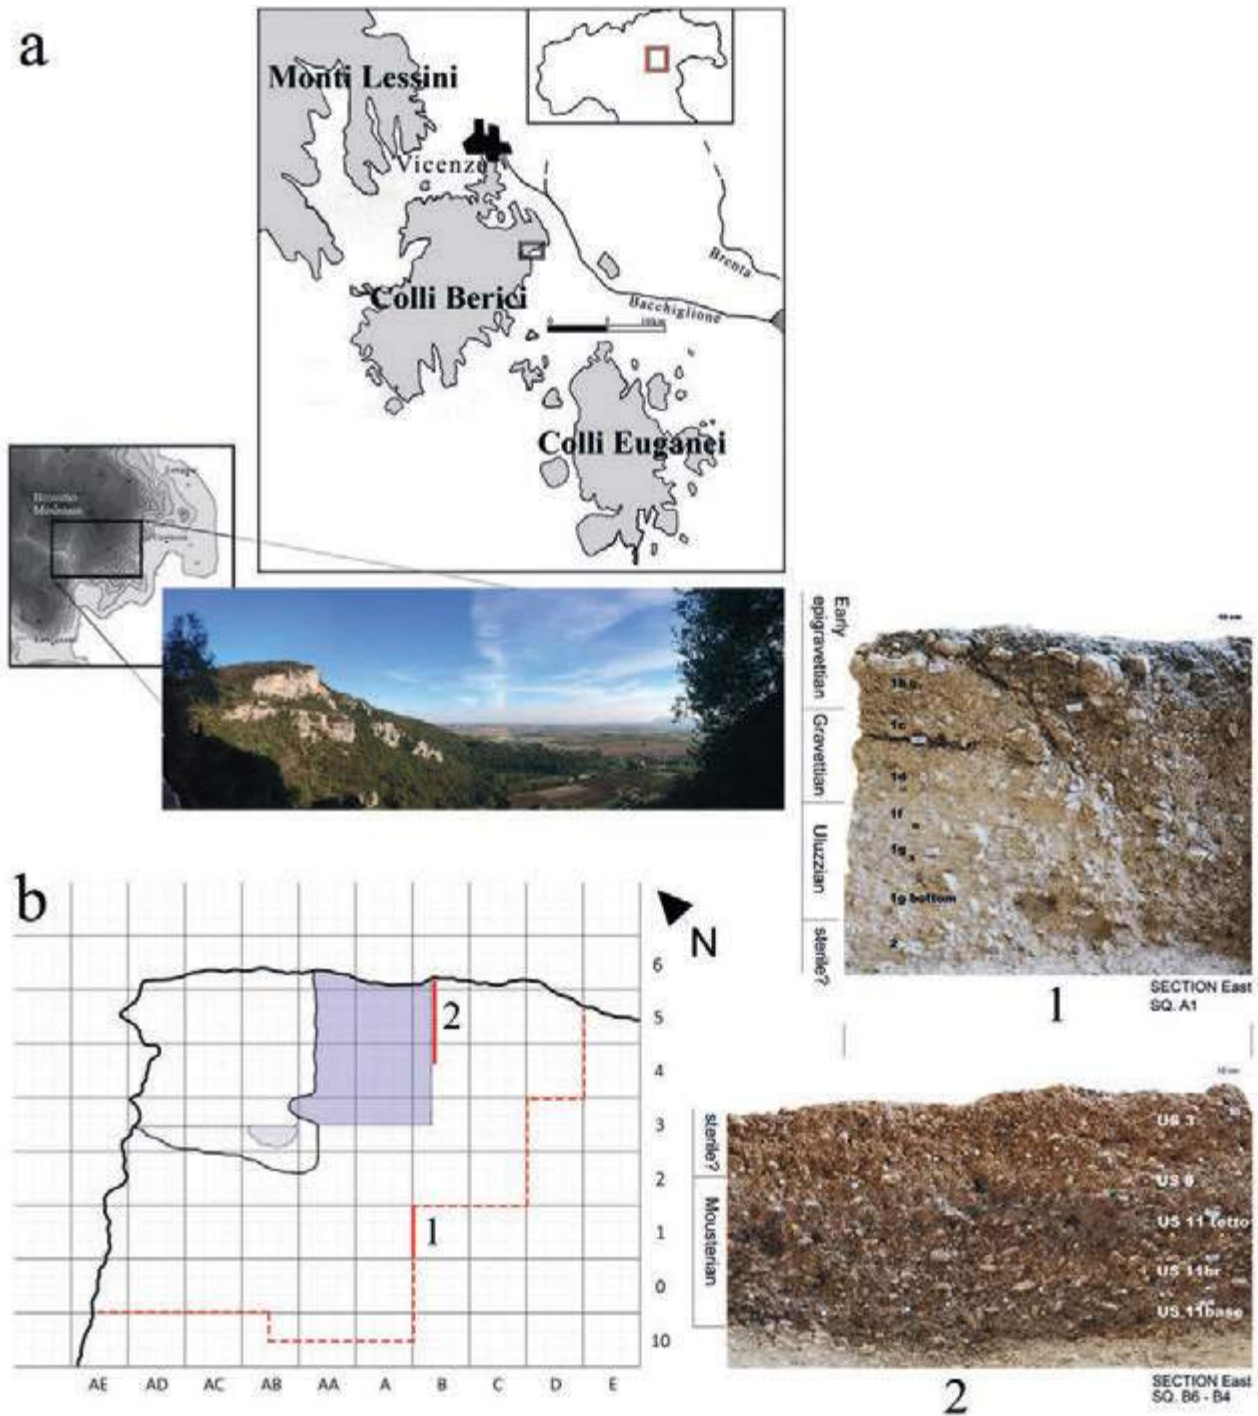 a
Monti Lessini
Vicenza
Brenta
Colli Berici
Bacchiglione
Colli Euganei
Early
epigravettian
Gravettian
Uluzzian
sterile?
1c
1d
1f
1g
1g bottom
2
1
SECTION East
SQ. A1
b
N
6
5
4
3
2
1
0
10
2
1
AE AD AC AB AA A B C D E
sterile?
Mousterian
US 3
US 11 tetto
US 11br
US 11base
2
SECTION East
SQ. B6 - B4